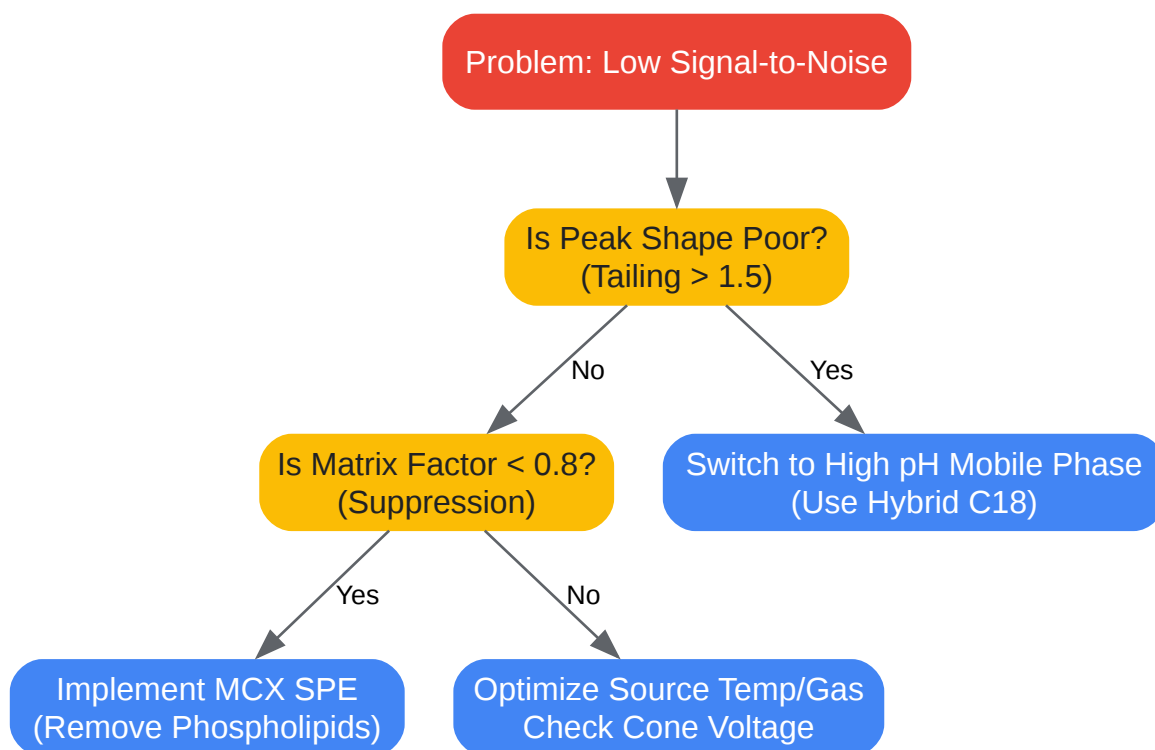 Problem: Low Signal-to-Noise
Is Peak Shape Poor?
(Tailing > 1.5)
No
Yes
Is Matrix Factor < 0.8?
(Suppression)
Switch to High pH Mobile Phase
(Use Hybrid C18)
Yes
No
Implement MCX SPE
(Remove Phospholipids)
Optimize Source Temp/Gas
Check Cone Voltage